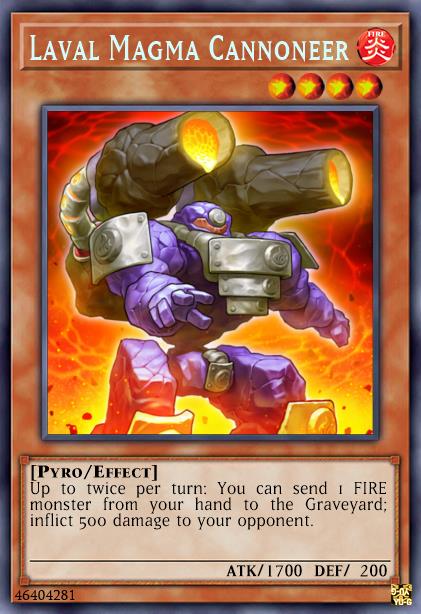 LAVAL MAGMA CANNONEER
FIRE
炎
[PYRO/EFFECT]
Up to twice per turn: You can send 1 FIRE
monster from your hand to the Graveyard;
inflict 500 damage to your opponent.
ATK/1700 DEF/ 200
46404281